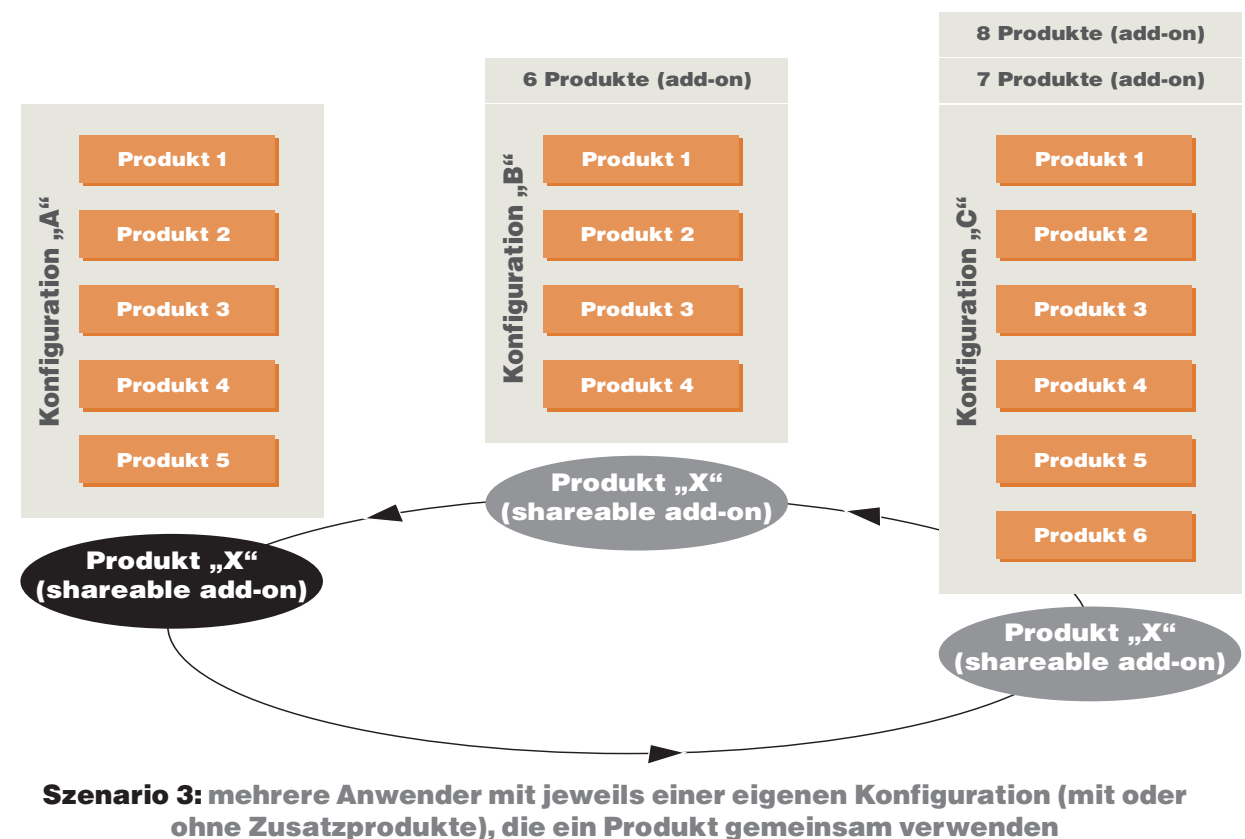 Konfiguration „A“
Produkt 1
Produkt 2
Produkt 3
Produkt 4
Produkt 5
Produkt „X“
(shareable add-on)
6 Produkte (add-on)
Konfiguration „B“
Produkt 1
Produkt 2
Produkt 3
Produkt 4
Produkt „X“
(shareable add-on)
8 Produkte (add-on)
7 Produkte (add-on)
Konfiguration „C“
Produkt 1
Produkt 2
Produkt 3
Produkt 4
Produkt 5
Produkt 6
Produkt „X“
(shareable add-on)
Szenario 3: mehrere Anwender mit jeweils einer eigenen Konfiguration (mit oder
ohne Zusatzprodukte), die ein Produkt gemeinsam verwenden